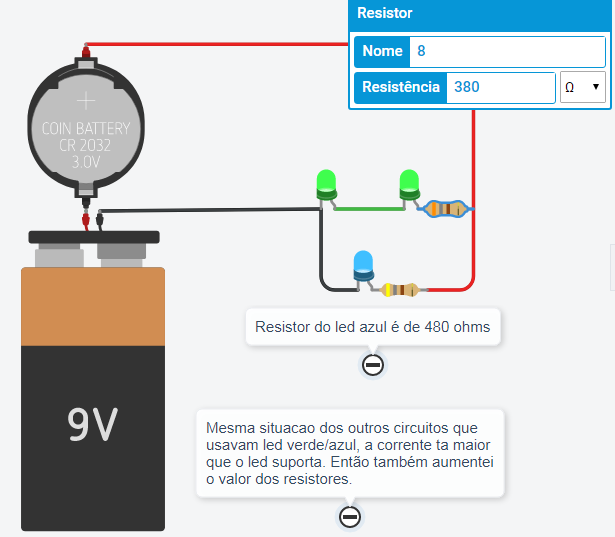 Resistor
Nome 8
Resistência 380 Ω
COIN BATTERY
CR 2032
3.0V
Resistor do led azul é de 480 ohms
9V
Mesma situacao dos outros circuitos que
usavam led verde/azul, a corrente ta maior
que o led suporta. Então também aumentei
o valor dos resistores.